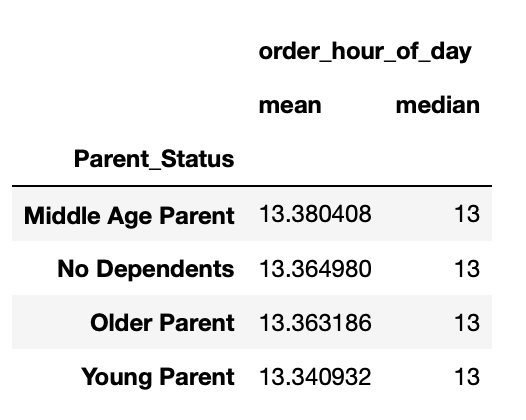 order_hour_of_day
mean median
Parent_Status
Middle Age Parent 13.380408 13
No Dependents 13.364980 13
Older Parent 13.363186 13
Young Parent 13.340932 13